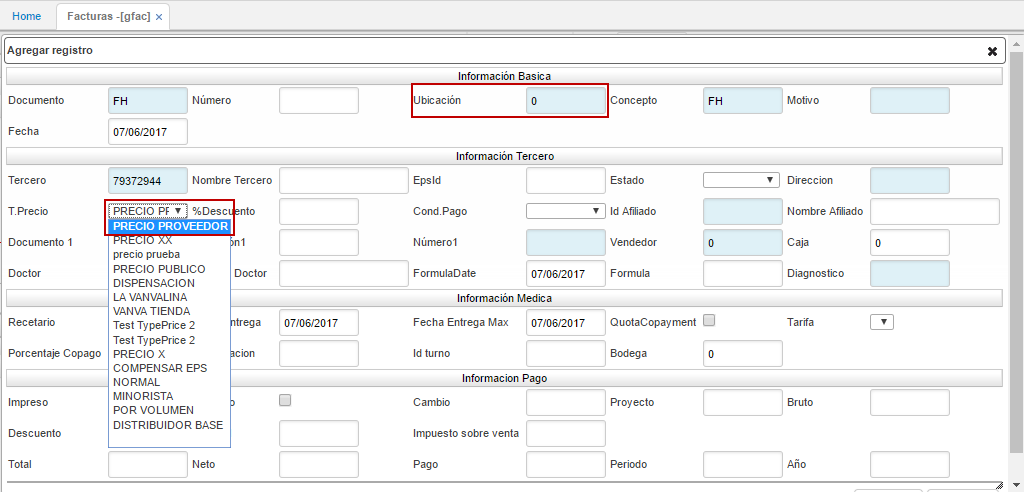 Home
Facturas -[gfac] ×
Agregar registro ✖
Información Basica
Documento FH Número Ubicación 0 Concepto FH Motivo
Fecha 07/06/2017
Información Tercero
Tercero 79372944 Nombre Tercero EpsId Estado Direccion
T.Precio PRECIO PF %Descuento Cond.Pago Id Afiliado Nombre Afiliado
PRECIO PROVEEDOR
Documento 1 PRECIO XX ión1 Número1 Vendedor 0 Caja 0
precio prueba
Doctor PRECIO PUBLICO Doctor FormulaDate 07/06/2017 Formula Diagnostico
DISPENSACION
LA VANVALINA
Información Medica
VANVA TIENDA
Recetario Test TypePrice 2 ntrega 07/06/2017 Fecha Entrega Max 07/06/2017 QuotaCopayment Tarifa
Test TypePrice 2
Porcentaje Copago PRECIO X acion Id turno Bodega 0
COMPENSAR EPS
Informacion Pago
NORMAL
MINORISTA
Impreso o Cambio Proyecto Bruto
POR VOLUMEN
DISTRIBUIDOR BASE
Descuento Impuesto sobre venta
Total Neto Pago Periodo Año